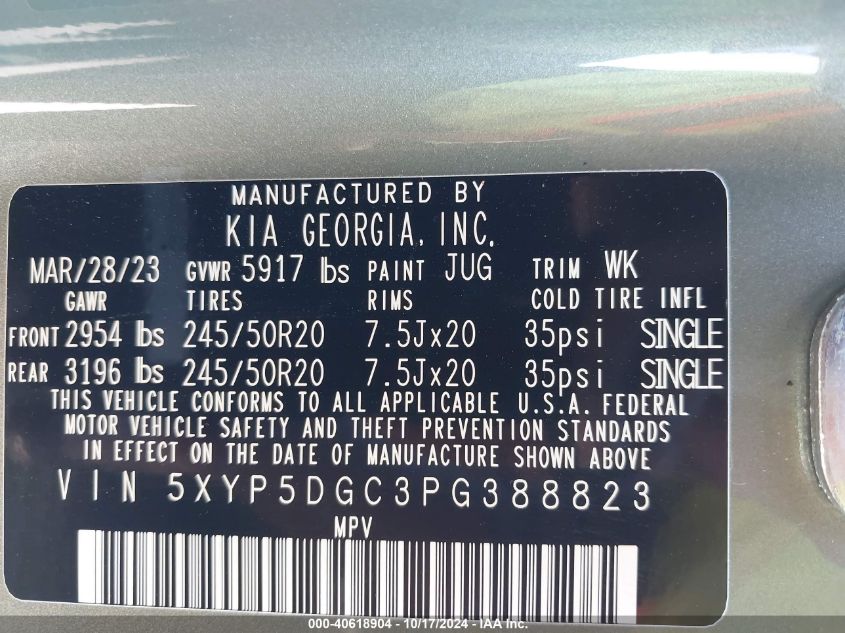 MANUFACTURED BY
KIA GEORGIA, INC.
MAR/28/23 GVWR 5917 lbs PAINT JUG TRIM WK
GAWR TIRES RIMS COLD TIRE INFL
FRONT 2954 lbs 245/50R20 7.5Jx20 35psi SINGLE
REAR 3196 lbs 245/50R20 7.5Jx20 35psi SINGLE
THIS VEHICLE CONFORMS TO ALL APPLICABLE U.S.A. FEDERAL
MOTOR VEHICLE SAFETY AND THEFT PREVENTION STANDARDS
IN EFFECT ON THE DATE OF MANUFACTURE SHOWN ABOVE
VIN 5XYP5DGC3PG388823
MPV
000-40618904 - 10/17/2024 - IAA Inc.